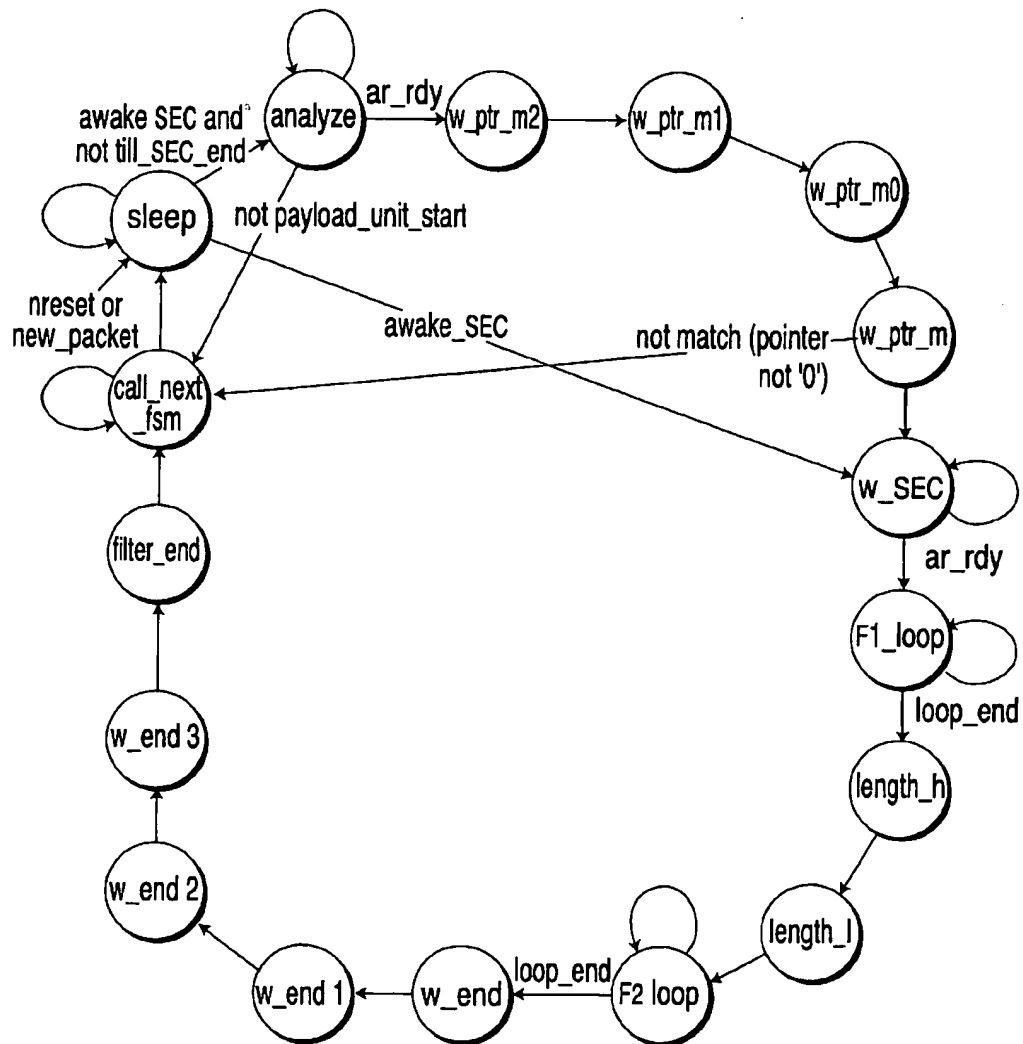 analyze
ar_rdy
w_ptr_m2
w_ptr_m1
awake SEC and
not till_SEC_end
w_ptr_m0
sleep
not payload_unit_start
nreset or
new_packet
awake_SEC
not match (pointer
not '0')
w_ptr_m
call_next
_fsm
w_SEC
ar_rdy
filter_end
F1_loop
loop_end
w_end 3
length_h
w_end 2
length_l
loop_end
w_end 1
w_end
F2 loop